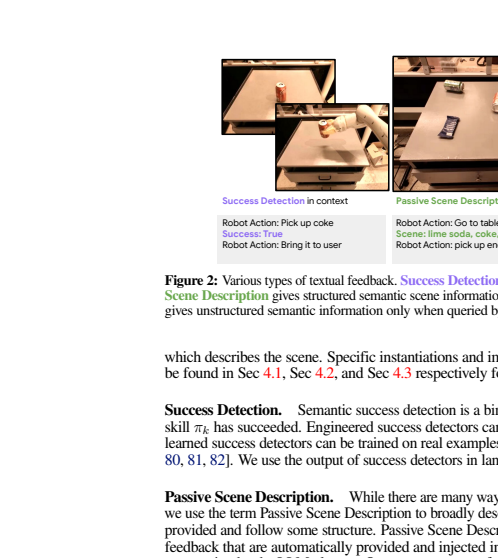 Success Detection in context
Robot Action: Pick up coke
Success: True
Robot Action: Bring it to user
Passive Scene Descript
Robot Action: Go to tabl
Scene: lime soda, coke,
Robot action: pick up en
Figure 2: Various types of textual feedback. Success Detection
Scene Description gives structured semantic scene informatio
gives unstructured semantic information only when queried b
which describes the scene. Specific instantiations and in
be found in Sec 4.1, Sec 4.2, and Sec 4.3 respectively f
Success Detection. Semantic success detection is a bi
skill πk has succeeded. Engineered success detectors ca
learned success detectors can be trained on real examples
80, 81, 82]. We use the output of success detectors in lan
Passive Scene Description. While there are many way
we use the term Passive Scene Description to broadly des
provided and follow some structure. Passive Scene Descr
feedback that are automatically provided and injected in